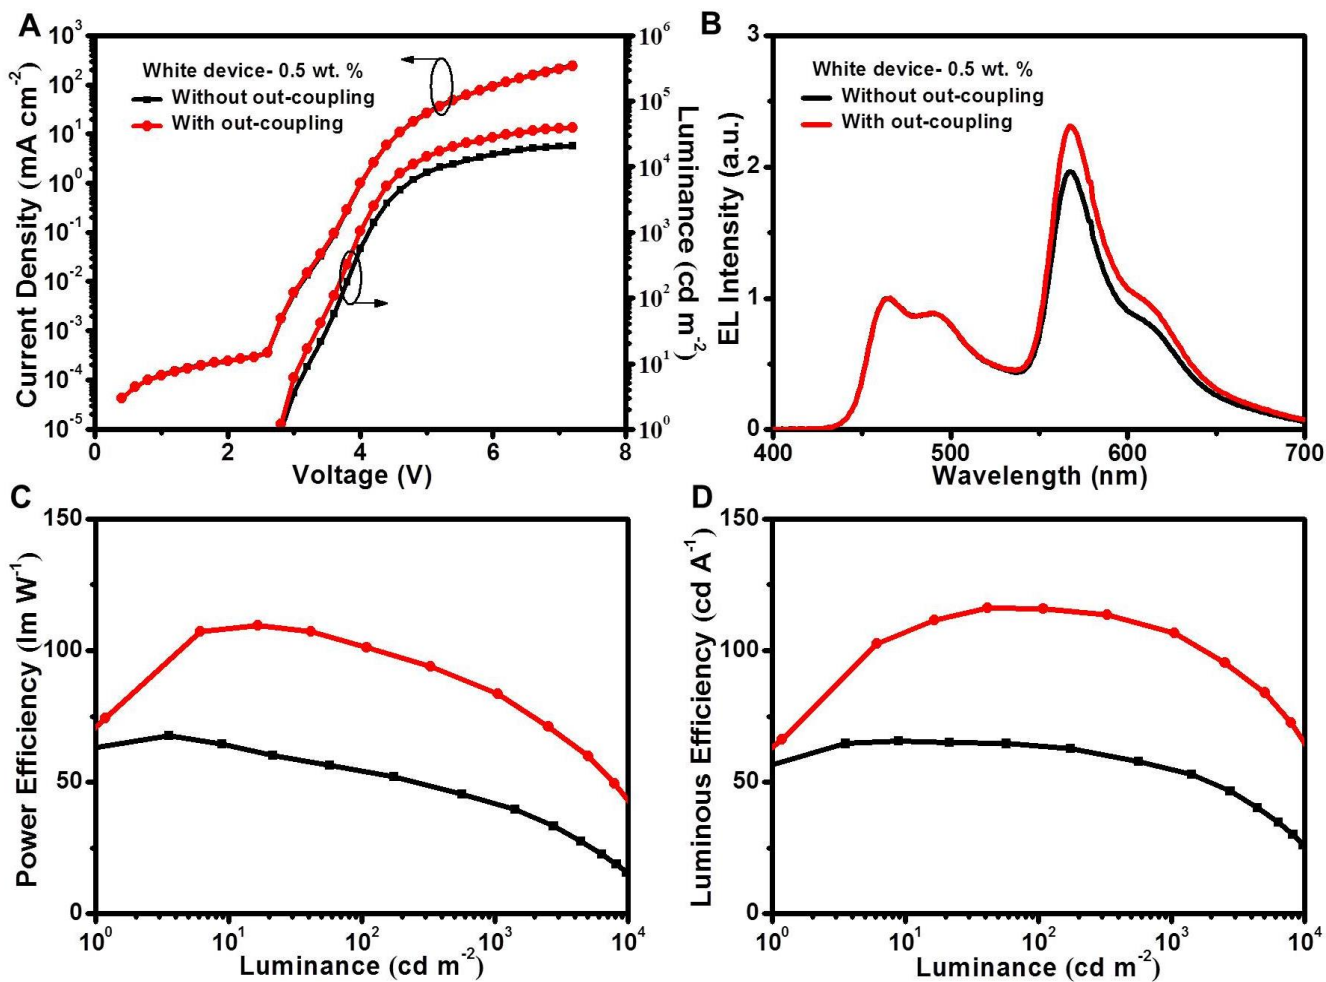 A
White device- 0.5 wt. %
Without out-coupling
With out-coupling
Current Density (mA cm⁻²)
10³
10²
10¹
10⁰
10⁻¹
10⁻²
10⁻³
10⁻⁴
10⁻⁵
0
2
4
6
8
Voltage (V)
10⁶
10⁵
10⁴
10³
10²
10¹
10⁰
Luminance (cd m⁻²)
B
White device- 0.5 wt. %
Without out-coupling
With out-coupling
EL Intensity (a.u.)
3
2
1
0
400
500
600
700
Wavelength (nm)
C
Power Efficiency (lm W⁻¹)
150
100
50
0
10⁰
10¹
10²
10³
10⁴
Luminance (cd m⁻²)
D
Luminous Efficiency (cd A⁻¹)
150
100
50
0
10⁰
10¹
10²
10³
10⁴
Luminance (cd m⁻²)